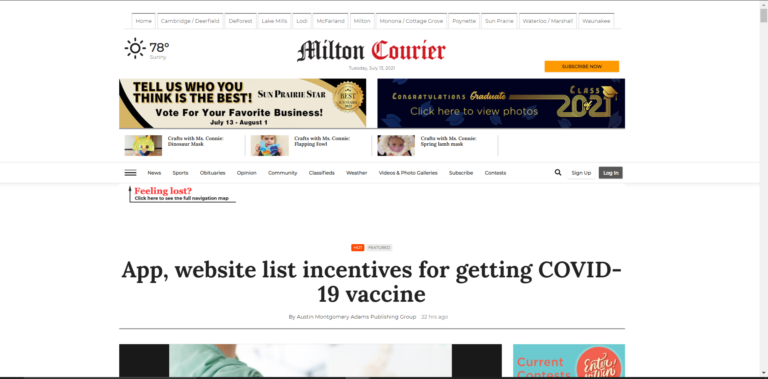 Home Cambridge / Deerfield DeForest Lake Mills Lodi McFarland Milton Monona / Cottage Grove Poynette Sun Prairie Waterloo / Marshall Waunakee
78°
Sunny
Milton Courier
Tuesday, July 13, 2021
SUBSCRIBE NOW
TELL US WHO YOU
THINK IS THE BEST!
SUN PRAIRIE STAR
BEST
Vote For Your Favorite Business!
July 13 - August 1
CONGRATULATIONS Graduate
Click here to view photos
CLASS
2021
Crafts with Ms. Connie:
Dinosaur Mask
Crafts with Ms. Connie:
Flapping Fowl
Crafts with Ms. Connie:
Spring lamb mask
News Sports Obituaries Opinion Community Classifieds Weather Videos & Photo Galleries Subscribe Contests Sign Up Log In
Feeling lost?
Click here to see the full navigation map
HOT FEATURED
App, website list incentives for getting COVID-
19 vaccine
By Austin Montgomery Adams Publishing Group 22 hrs ago
Current
Contests
Enter
to Win